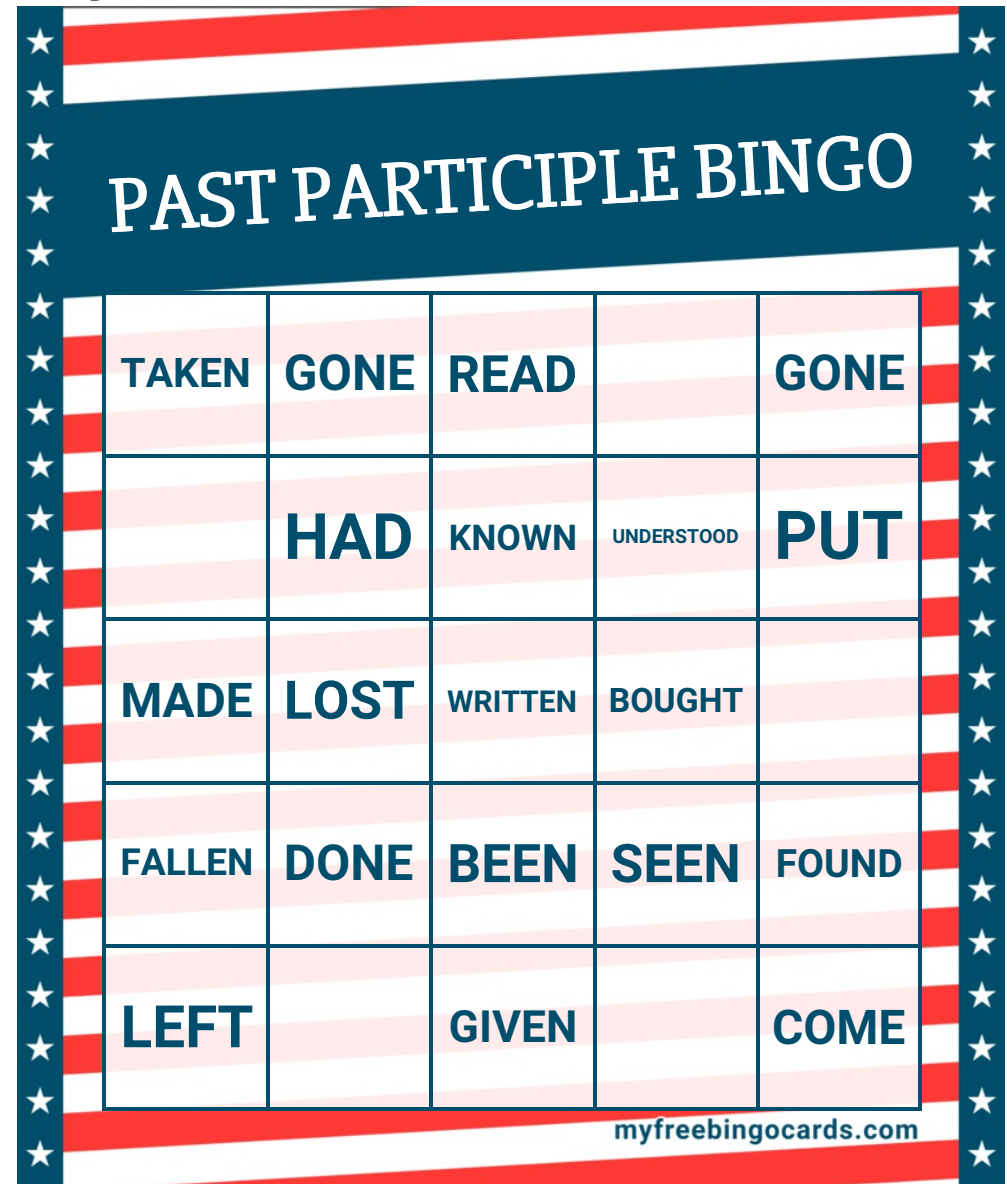 PAST PARTICIPLE BINGO
TAKEN GONE READ GONE
HAD KNOWN UNDERSTOOD PUT
MADE LOST WRITTEN BOUGHT
FALLEN DONE BEEN SEEN FOUND
LEFT GIVEN COME
myfreebingocards.com